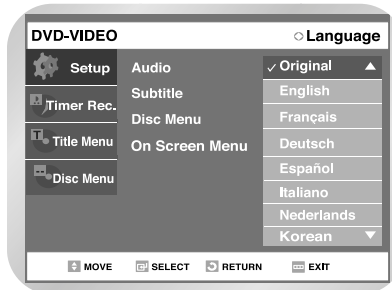 DVD-VIDEO
Language
Setup
Timer Rec.
Title Menu
Disc Menu
Audio
Subtitle
Disc Menu
On Screen Menu
✓ Original ▲
English
Français
Deutsch
Español
Italiano
Nederlands
Korean ▼
MOVE SELECT RETURN EXIT